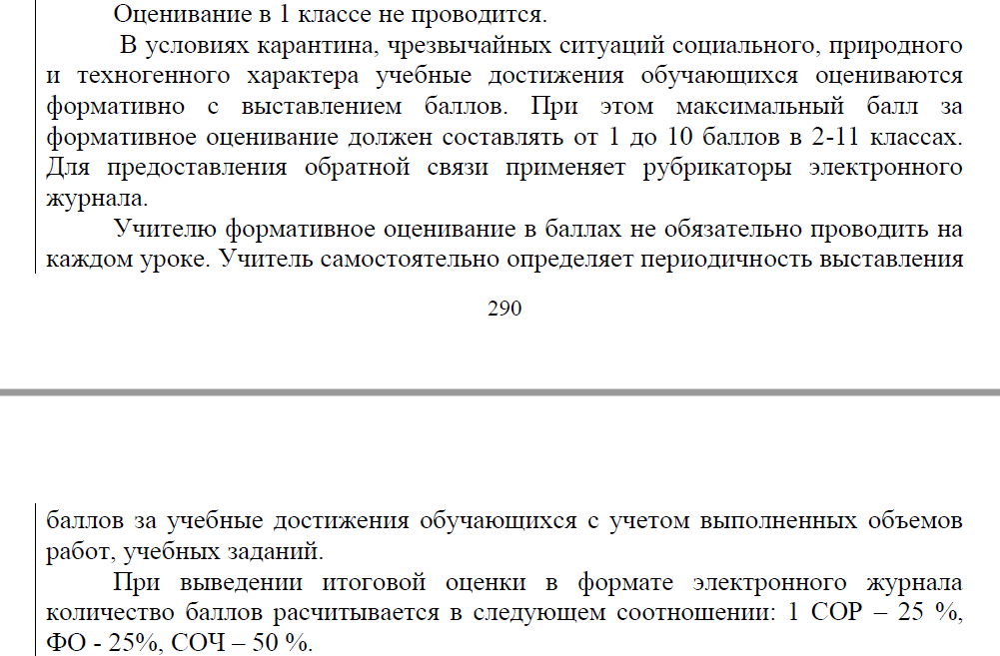 Оценивание в 1 классе не проводится.
В условиях карантина, чрезвычайных ситуаций социального, природного
и техногенного характера учебные достижения обучающихся оцениваются
формативно с выставлением баллов. При этом максимальный балл за
формативное оценивание должен составлять от 1 до 10 баллов в 2-11 классах.
Для предоставления обратной связи применяет рубрикаторы электронного
журнала.
Учителю формативное оценивание в баллах не обязательно проводить на
каждом уроке. Учитель самостоятельно определяет периодичность выставления
290
баллов за учебные достижения обучающихся с учетом выполненных объемов
работ, учебных заданий.
При выведении итоговой оценки в формате электронного журнала
количество баллов расчитывается в следующем соотношении: 1 СОР – 25 %,
ФО - 25%, СОЧ – 50 %.